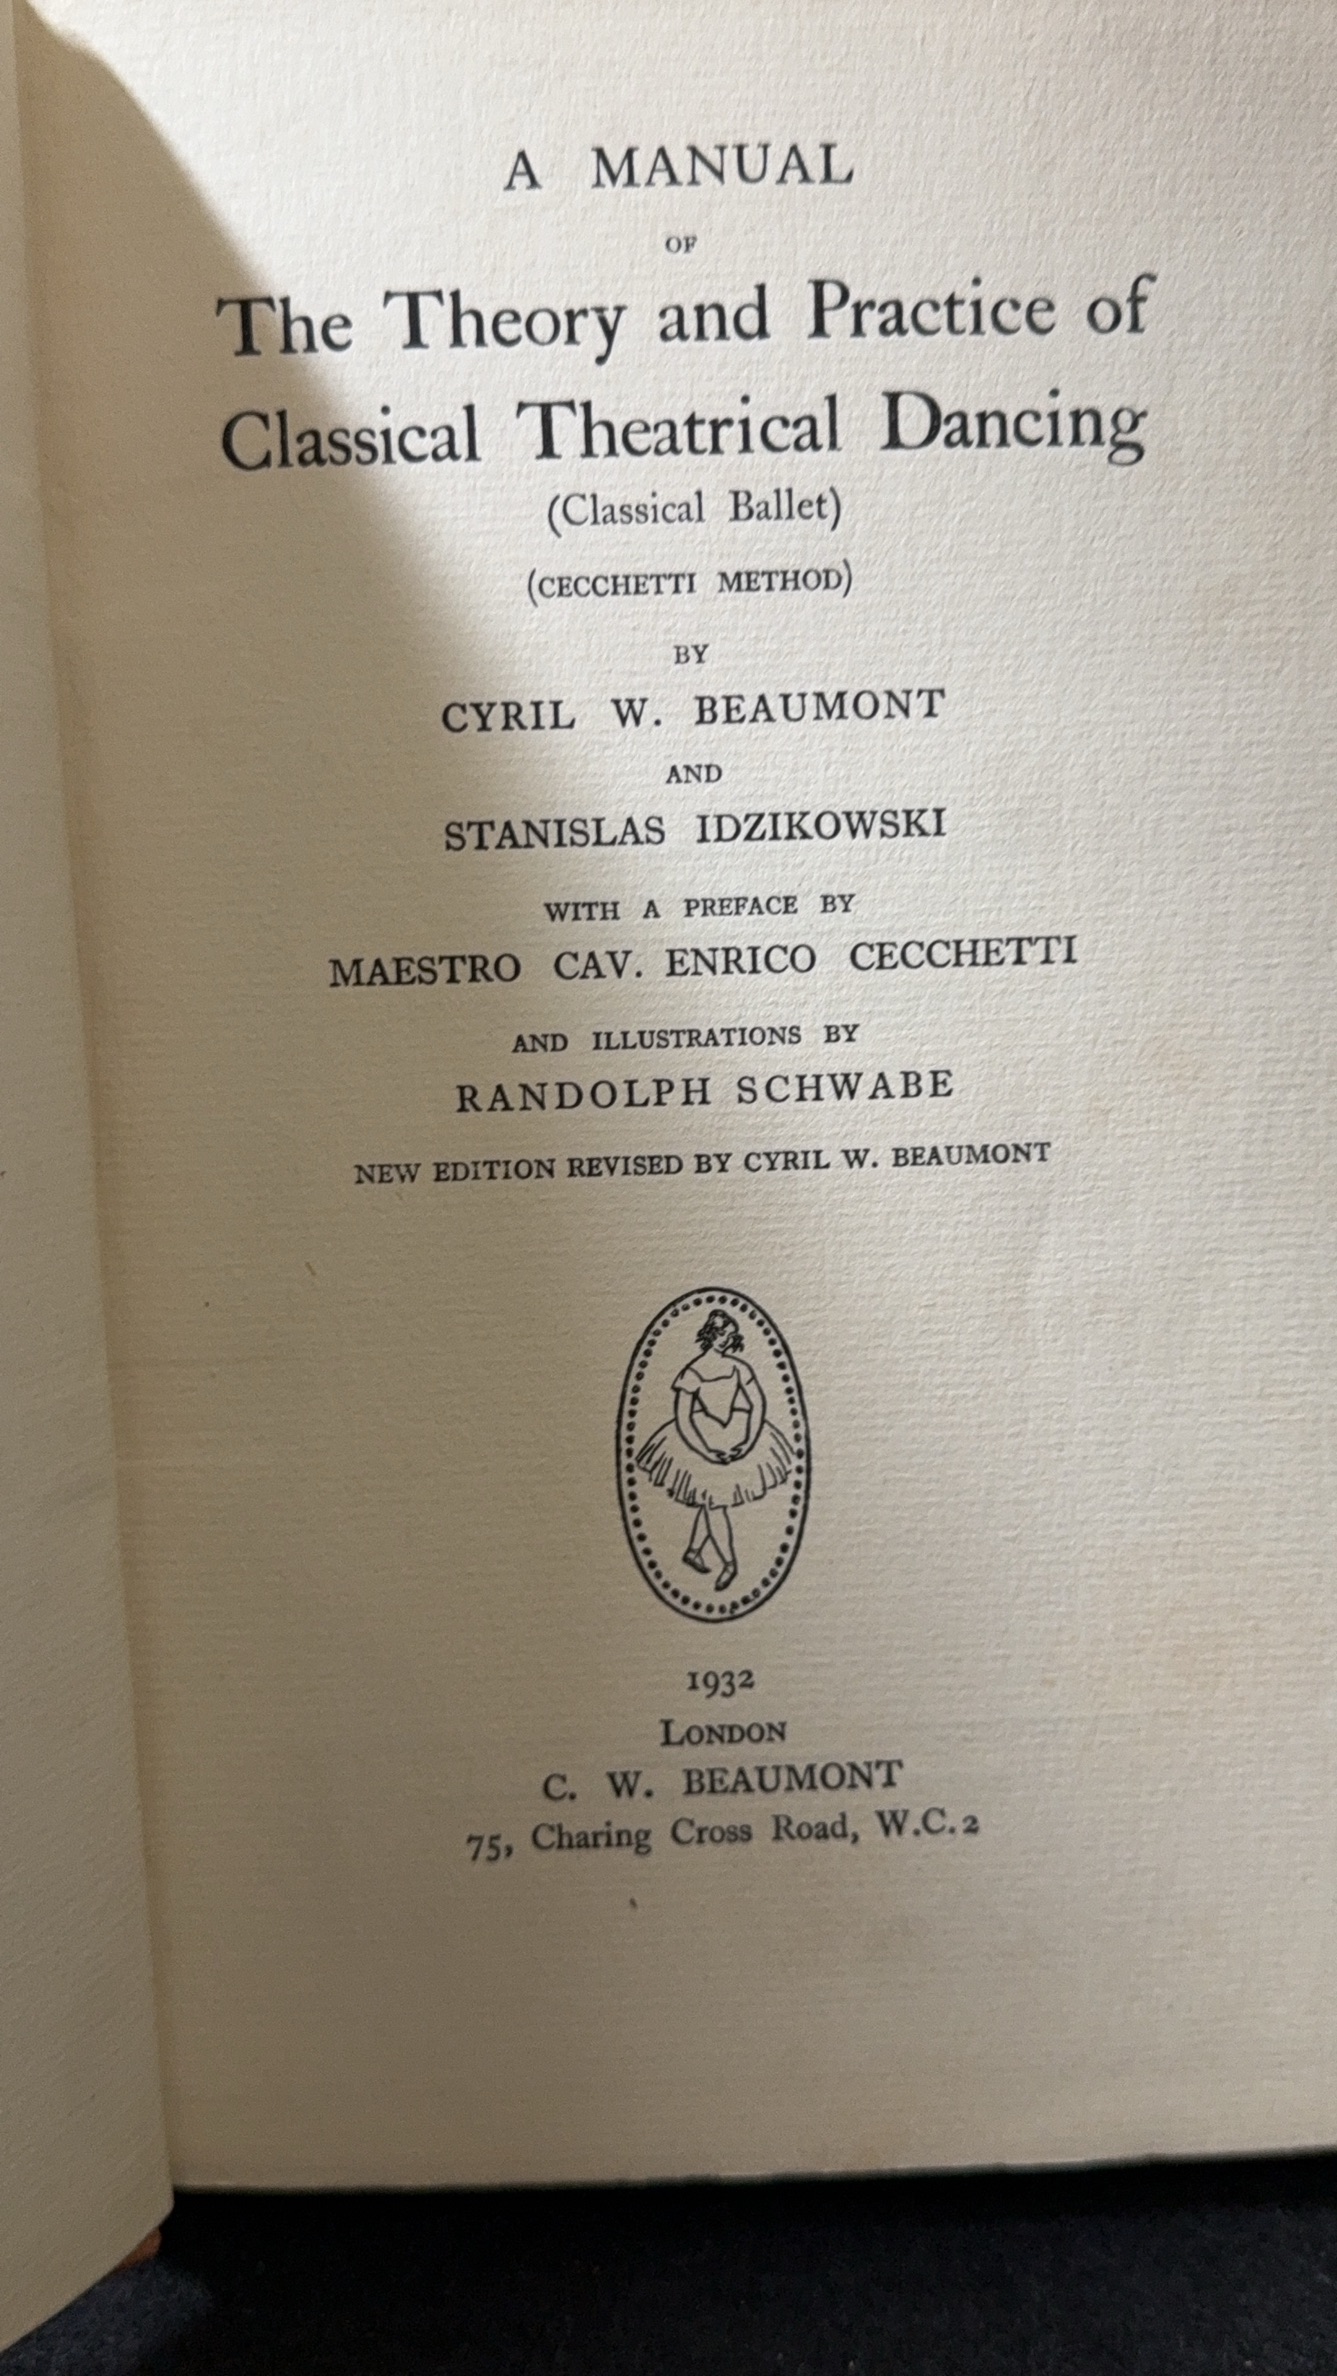 A MANUAL
OF
The Theory and Practice of
Classical Theatrical Dancing
(Classical Ballet)
(CECCHETTI METHOD)
BY
CYRIL W. BEAUMONT
AND
STANISLAS IDZIKOWSKI
WITH A PREFACE BY
MAESTRO CAV. ENRICO CECCHETTI
AND ILLUSTRATIONS BY
RANDOLPH SCHWABE
NEW EDITION REVISED BY CYRIL W. BEAUMONT
1932
LONDON
C. W. BEAUMONT
75, Charing Cross Road, W.C.2